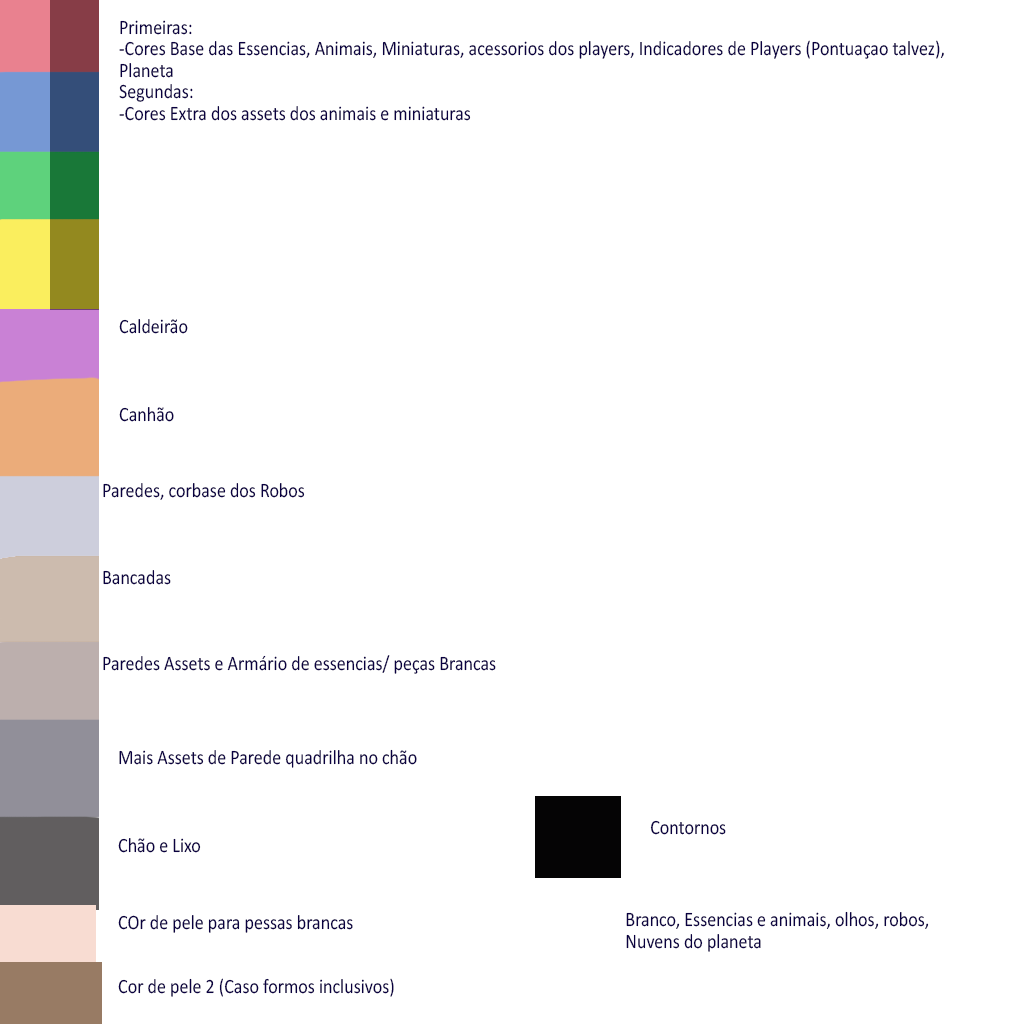 Primeiras:
-Cores Base das Essencias, Animais, Miniaturas, acessorios dos players, Indicadores de Players (Pontuaçao talvez),
Planeta
Segundas:
-Cores Extra dos assets dos animais e miniaturas
Caldeirão
Canhão
Paredes, corbase dos Robos
Bancadas
Paredes Assets e Armário de essencias/ peças Brancas
Mais Assets de Parede quadrilha no chão
Contornos
Chão e Lixo
COr de pele para pessas brancas
Branco, Essencias e animais, olhos, robos,
Nuvens do planeta
Cor de pele 2 (Caso formos inclusivos)